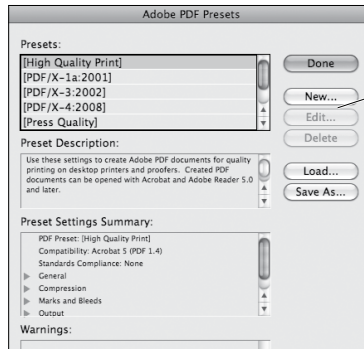 Adobe PDF Presets
Presets:
[High Quality Print]
[PDF/X-1a:2001]
[PDF/X-3:2002]
[PDF/X-4:2008]
[Press Quality]
Done
New...
Edit...
Delete
Load...
Save As...
Preset Description:
Use these settings to create Adobe PDF documents for quality
printing on desktop printers and proofers. Created PDF
documents can be opened with Acrobat and Adobe Reader 5.0
and later.
Preset Settings Summary:
PDF Preset: [High Quality Print]
Compatibility: Acrobat 5 (PDF 1.4)
Standards Compliance: None
General
Compression
Marks and Bleeds
Output
Warnings: